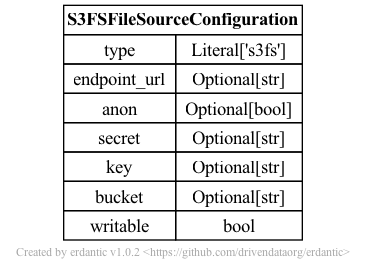 S3FSFileSourceConfiguration
type Literal['s3fs']
endpoint_url Optional[str]
anon Optional[bool]
secret Optional[str]
key Optional[str]
bucket Optional[str]
writable bool
Created by erdantic v1.0.2 <https://github.com/drivendataorg/erdantic>